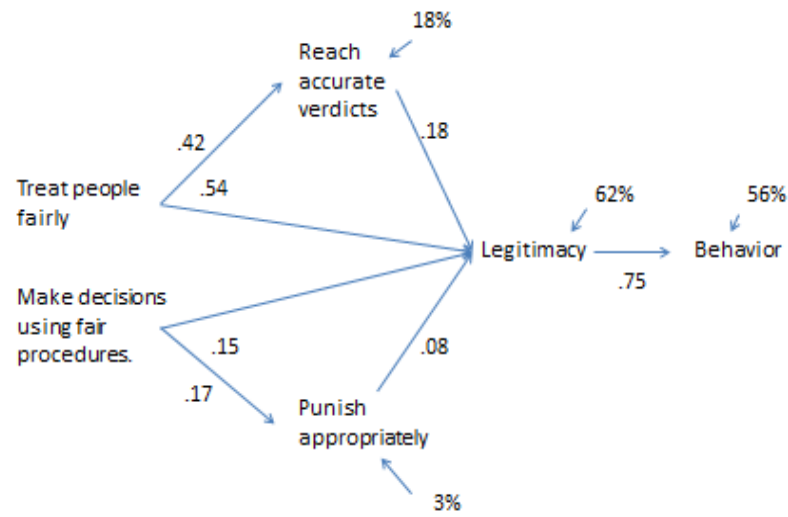 18%
Reach
accurate
verdicts
.42
.18
Treat people
fairly
.54
62%
56%
Legitimacy
Behavior
.75
Make decisions
using fair
procedures.
.15
.08
.17
Punish
appropriately
3%